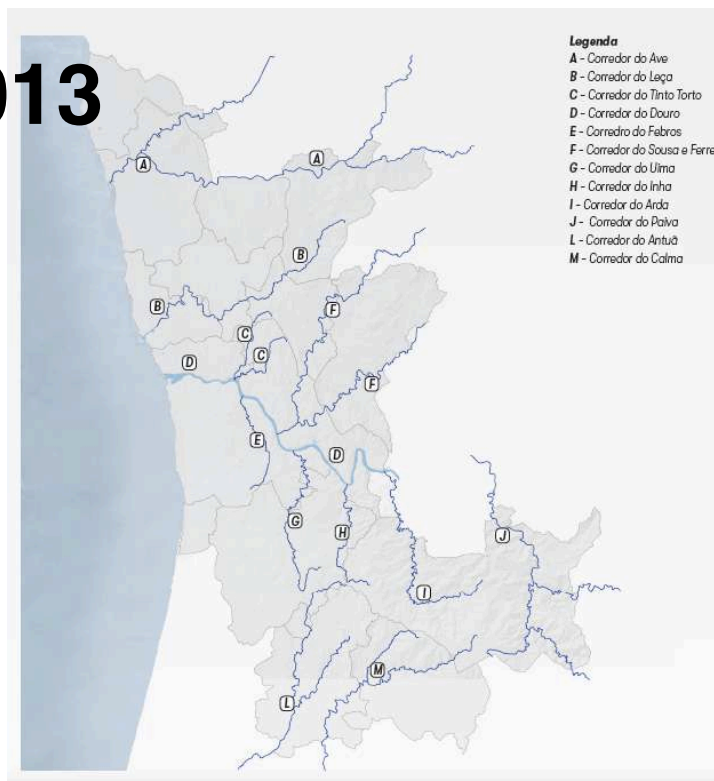 013
Legenda
A - Corredor do Ave
B - Corredor do Leça
C - Corredor do Tinto Torto
D - Corredor do Douro
E - Corredro do Febros
F - Corredor do Sousa e Ferre
G - Corredor do Uíma
H - Corredor do Inha
I - Corredor do Arda
J - Corredor do Paiva
L - Corredor do Antuã
M - Corredor do Caima
A
A
B
B
F
C
C
D
F
E
D
G
H
J
I
M
L